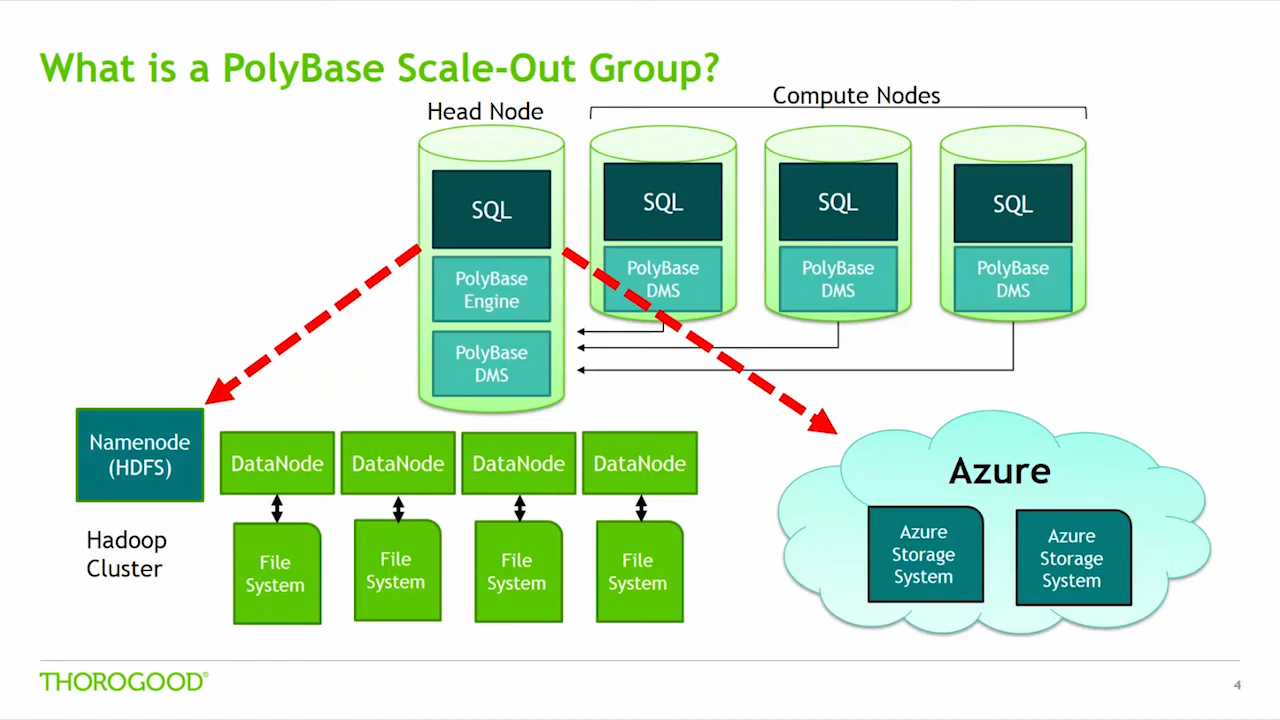 What is a PolyBase Scale-Out Group?
Head Node
Compute Nodes
SQL
PolyBase
Engine
PolyBase
DMS
SQL
PolyBase
DMS
SQL
PolyBase
DMS
SQL
PolyBase
DMS
Namenode
(HDFS)
Hadoop
Cluster
DataNode
DataNode
DataNode
DataNode
File
System
File
System
File
System
File
System
Azure
Azure
Storage
System
Azure
Storage
System
THOROGOOD®
4